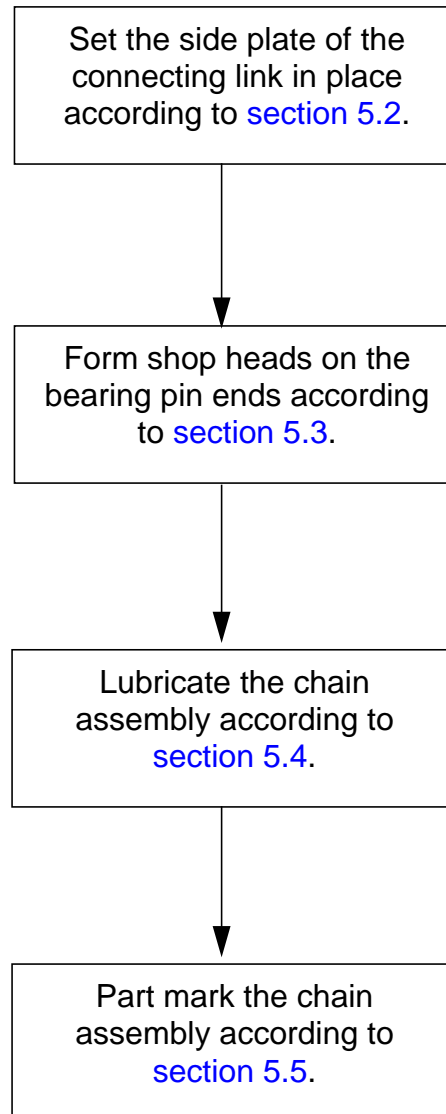 Set the side plate of the
connecting link in place
according to section 5.2.
Form shop heads on the
bearing pin ends according
to section 5.3.
Lubricate the chain
assembly according to
section 5.4.
Part mark the chain
assembly according to
section 5.5.